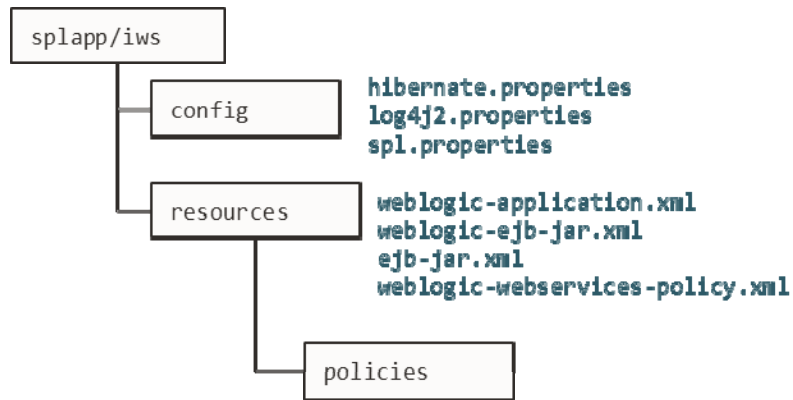 splapp/iws
config
hibernate.properties
log4j2.properties
spl.properties
resources
weblogic-application.xml
weblogic-ejb-jar.xml
ejb-jar.xml
weblogic-webservices-policy.xml
policies